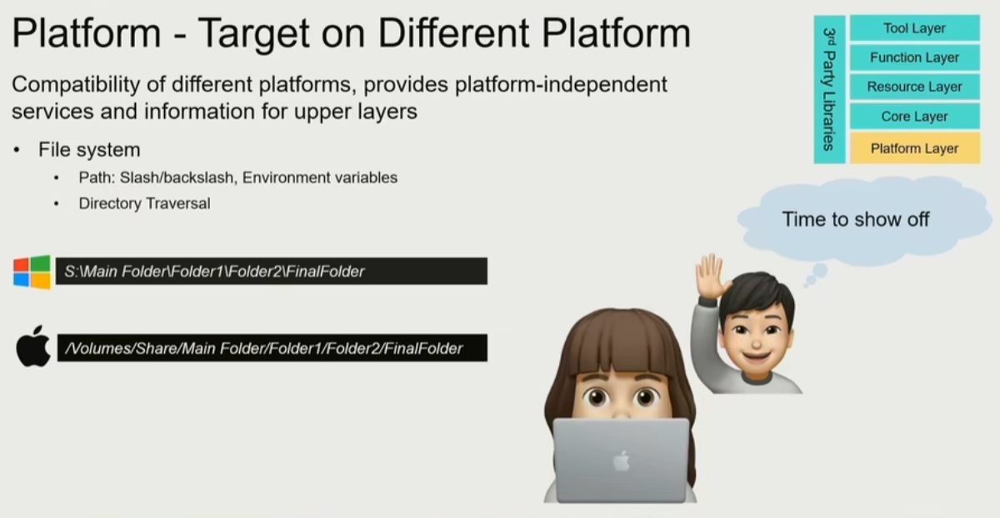 Platform - Target on Different Platform
Compatibility of different platforms, provides platform-independent
services and information for upper layers
• File system
• Path: Slash/backslash, Environment variables
• Directory Traversal
S:\Main Folder\Folder1\Folder2\FinalFolder
/Volumes/Share/Main Folder/Folder1/Folder2/FinalFolder
3rd Party Libraries
Tool Layer
Function Layer
Resource Layer
Core Layer
Platform Layer
Time to show off